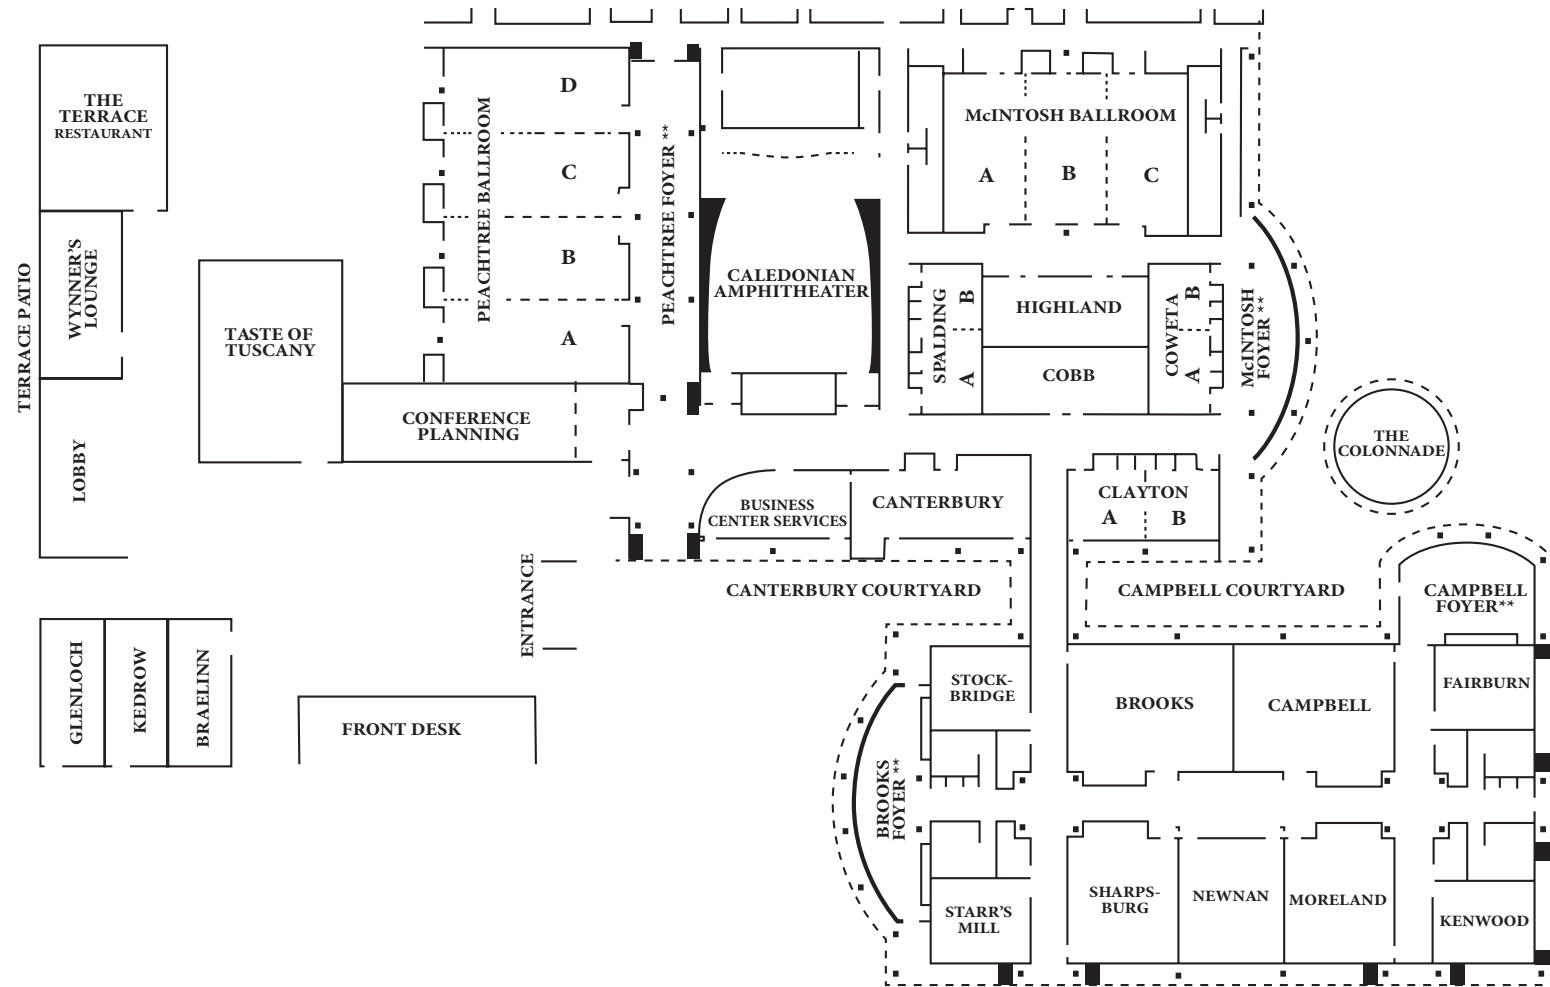 THE
TERRACE
RESTAURANT
WYNNER'S
LOUNGE
TERRACE PATIO
LOBBY
TASTE OF
TUSCANY
PEACHTREE BALLROOM
D
C
B
A
PEACHTREE FOYER**
CONFERENCE
PLANNING
CALEDONIAN
AMPHITHEATER
McINTOSH BALLROOM
A
B
C
SPALDING
B
A
HIGHLAND
COBB
COWETA
B
A
McINTOSH
FOYER**
THE
COLONNADE
BUSINESS
CENTER SERVICES
CANTERBURY
CLAYTON
A
B
ENTRANCE
CANTERBURY COURTYARD
CAMPBELL COURTYARD
CAMPBELL
FOYER**
GLENLOCH
KEDROW
BRAELINN
FRONT DESK
STOCK-
BRIDGE
BROOKS
CAMPBELL
FAIRBURN
BROOKS
FOYER**
STARR'S
MILL
SHARPS-
BURG
NEWNAN
MORELAND
KENWOOD